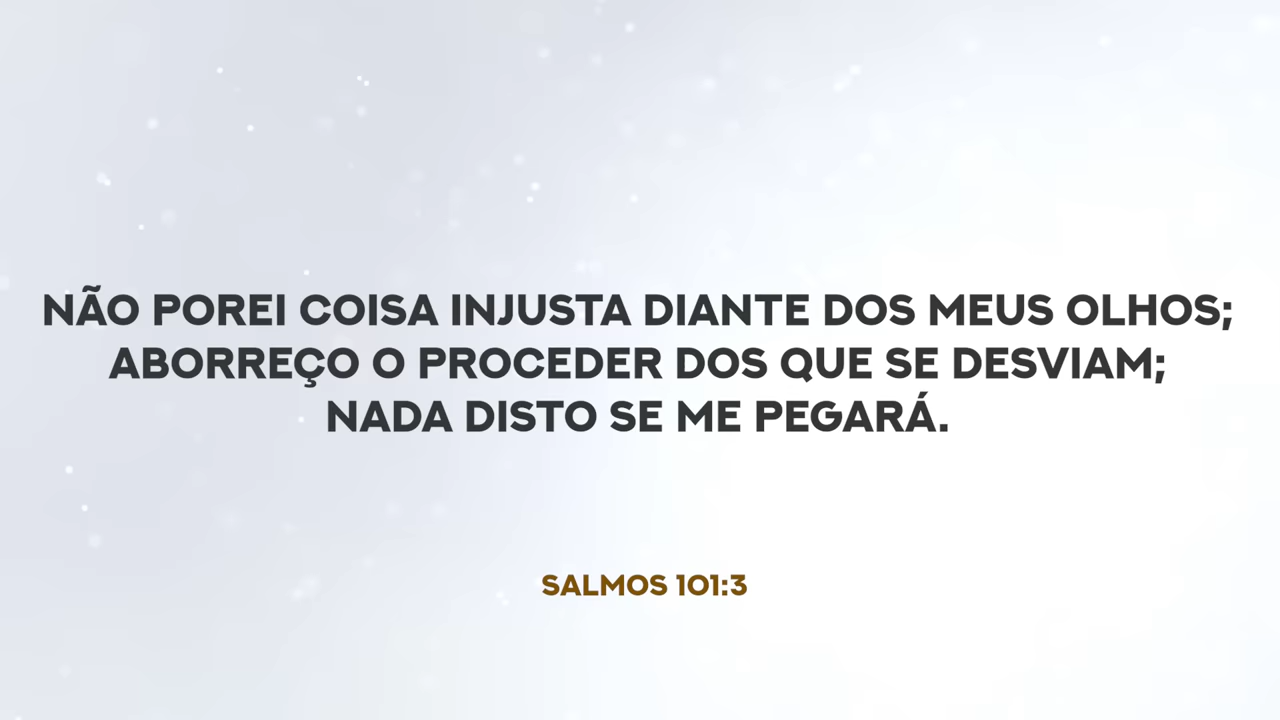 NÃO POREI COISA INJUSTA DIANTE DOS MEUS OLHOS;
ABORREÇO O PROCEDER DOS QUE SE DESVIAM;
NADA DISTO SE ME PEGARÁ.
SALMOS 101:3